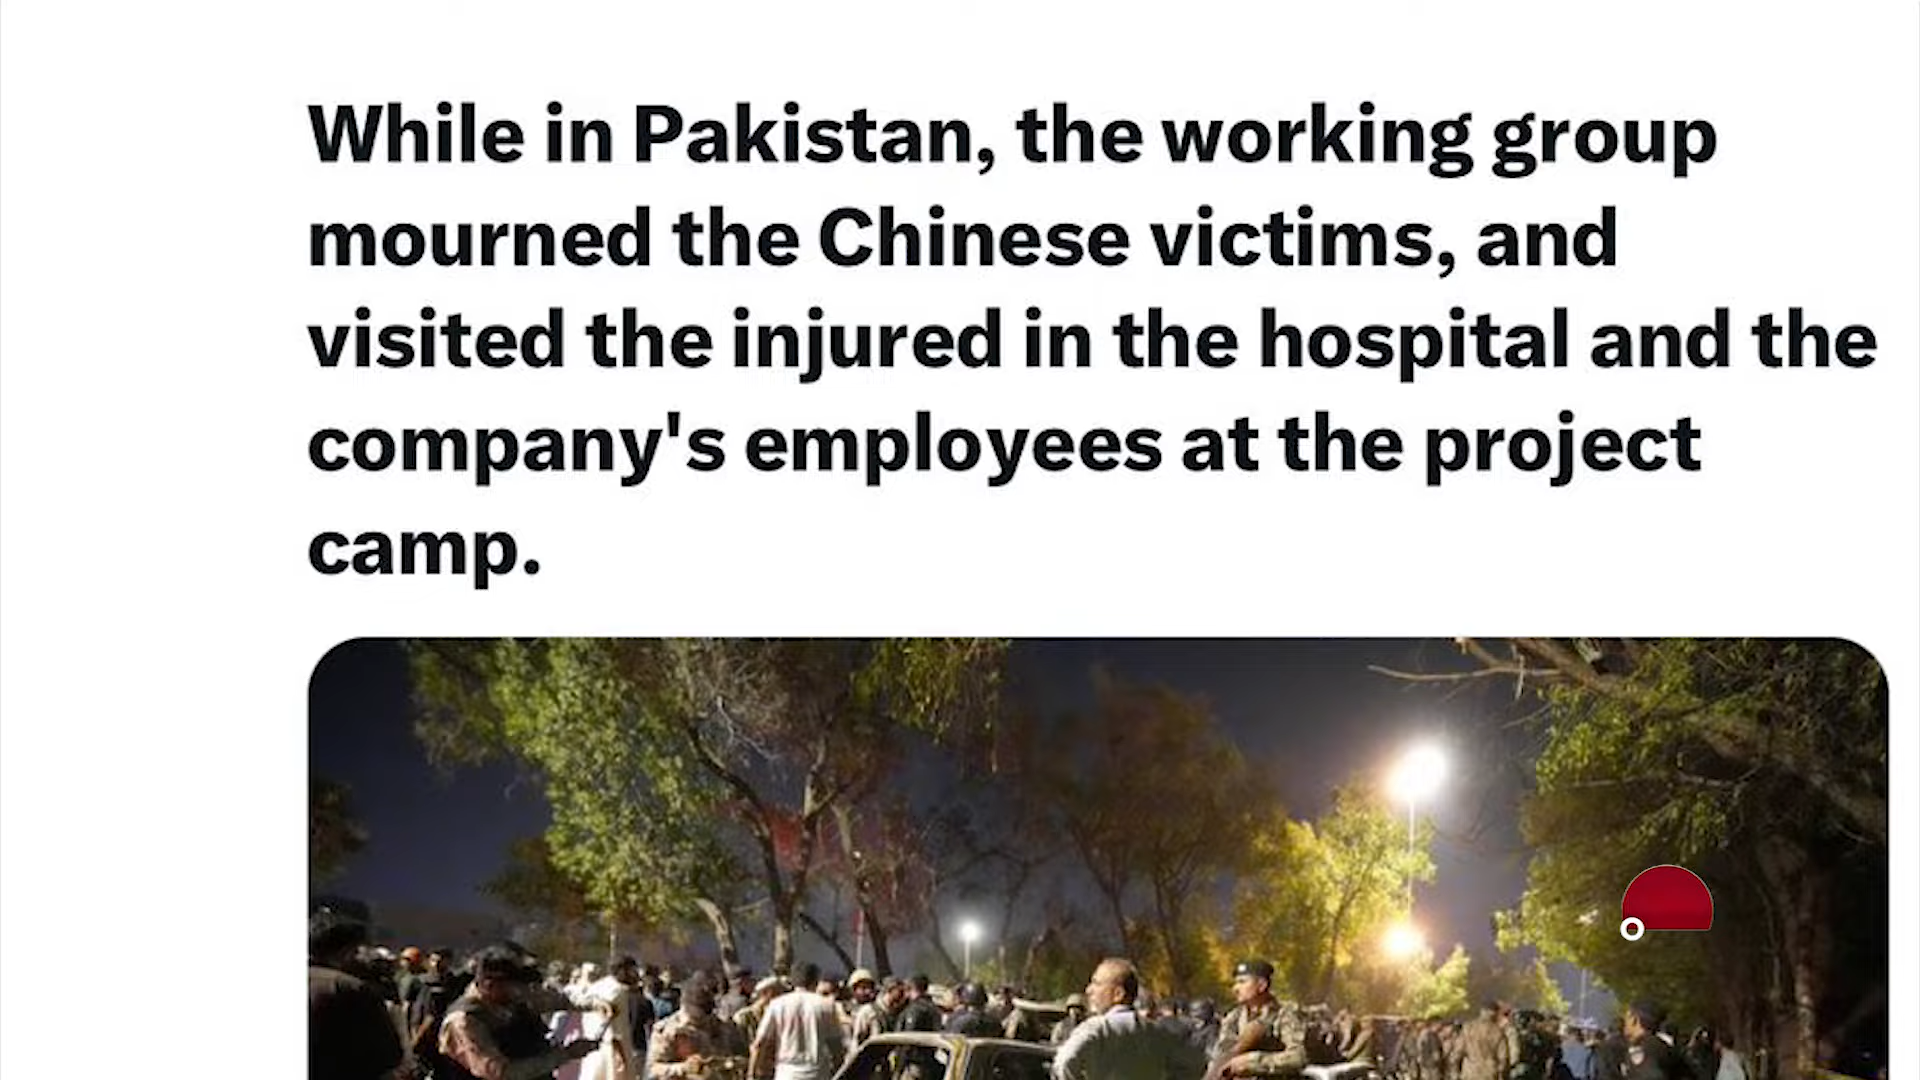 While in Pakistan, the working group
mourned the Chinese victims, and
visited the injured in the hospital and the
company's employees at the project
camp.